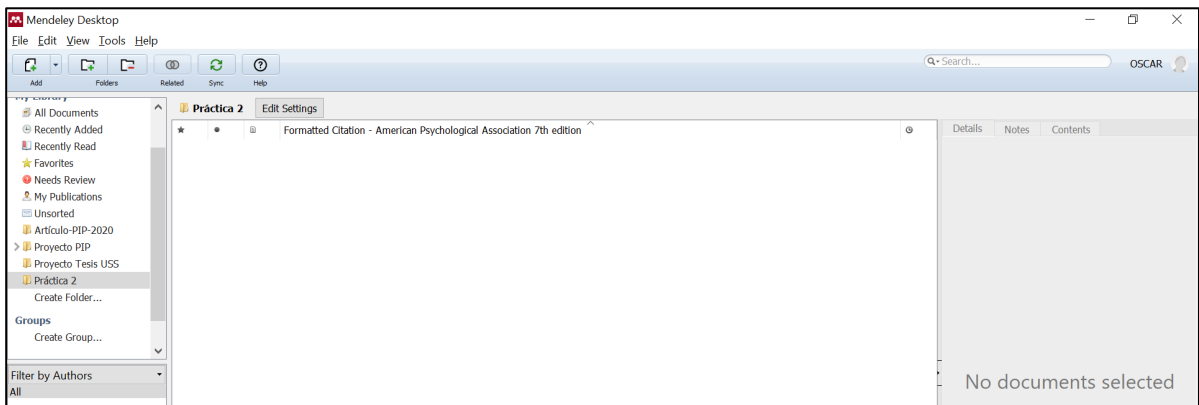 Mendeley Desktop
File Edit View Tools Help
Add Folders Related Sync Help
Search... OSCAR
My Library
All Documents
Recently Added
Recently Read
Favorites
Needs Review
My Publications
Unsorted
Artículo-PIP-2020
Proyecto PIP
Proyecto Tesis USS
Práctica 2
Create Folder...
Groups
Create Group...
Filter by Authors
All
Práctica 2 Edit Settings
Formatted Citation - American Psychological Association 7th edition
Details Notes Contents
No documents selected